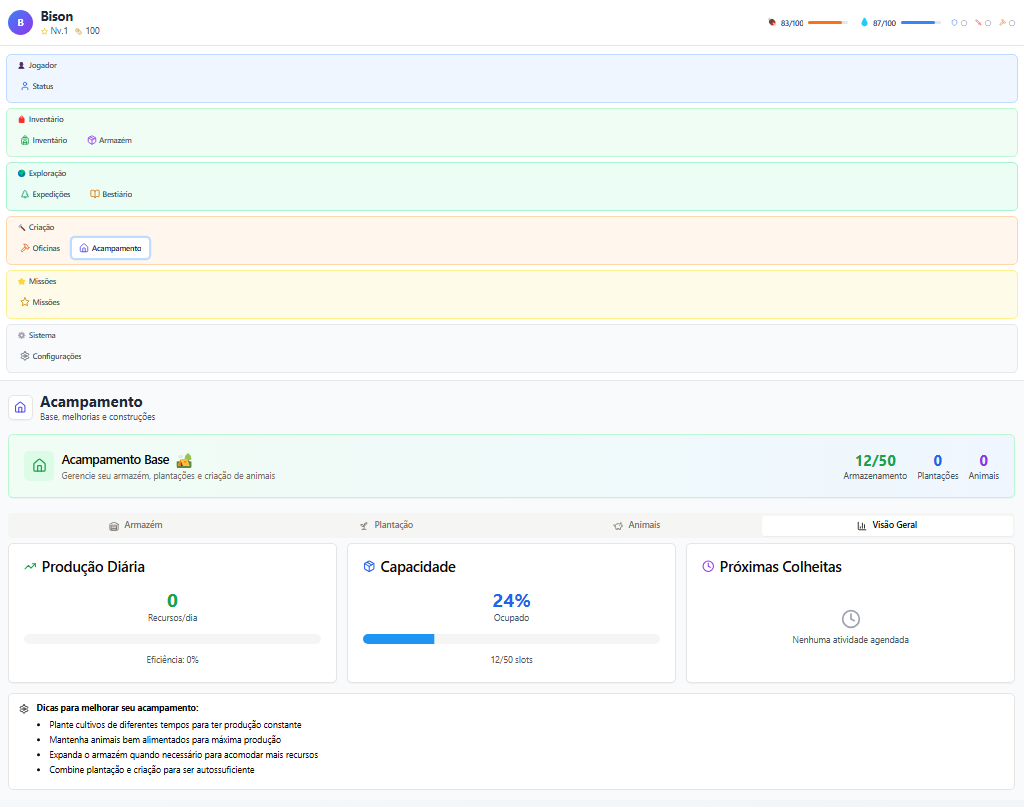 B
Bison
Nv.1 100
83/100
87/100
Jogador
Status
Inventário
Inventário Armazém
Exploração
Expedições Bestiário
Criação
Oficinas Acampamento
Missões
Missões
Sistema
Configurações
Acampamento
Base, melhorias e construções
Acampamento Base
Gerencie seu armazém, plantações e criação de animais
12/50 0 0
Armazenamento Plantações Animais
Armazém Plantação Animais Visão Geral
Produção Diária
0
Recursos/dia
Eficiência: 0%
Capacidade
24%
Ocupado
12/50 slots
Próximas Colheitas
Nenhuma atividade agendada
Dicas para melhorar seu acampamento:
• Plante cultivos de diferentes tempos para ter produção constante
• Mantenha animais bem alimentados para máxima produção
• Expanda o armazém quando necessário para acomodar mais recursos
• Combine plantação e criação para ser autossuficiente